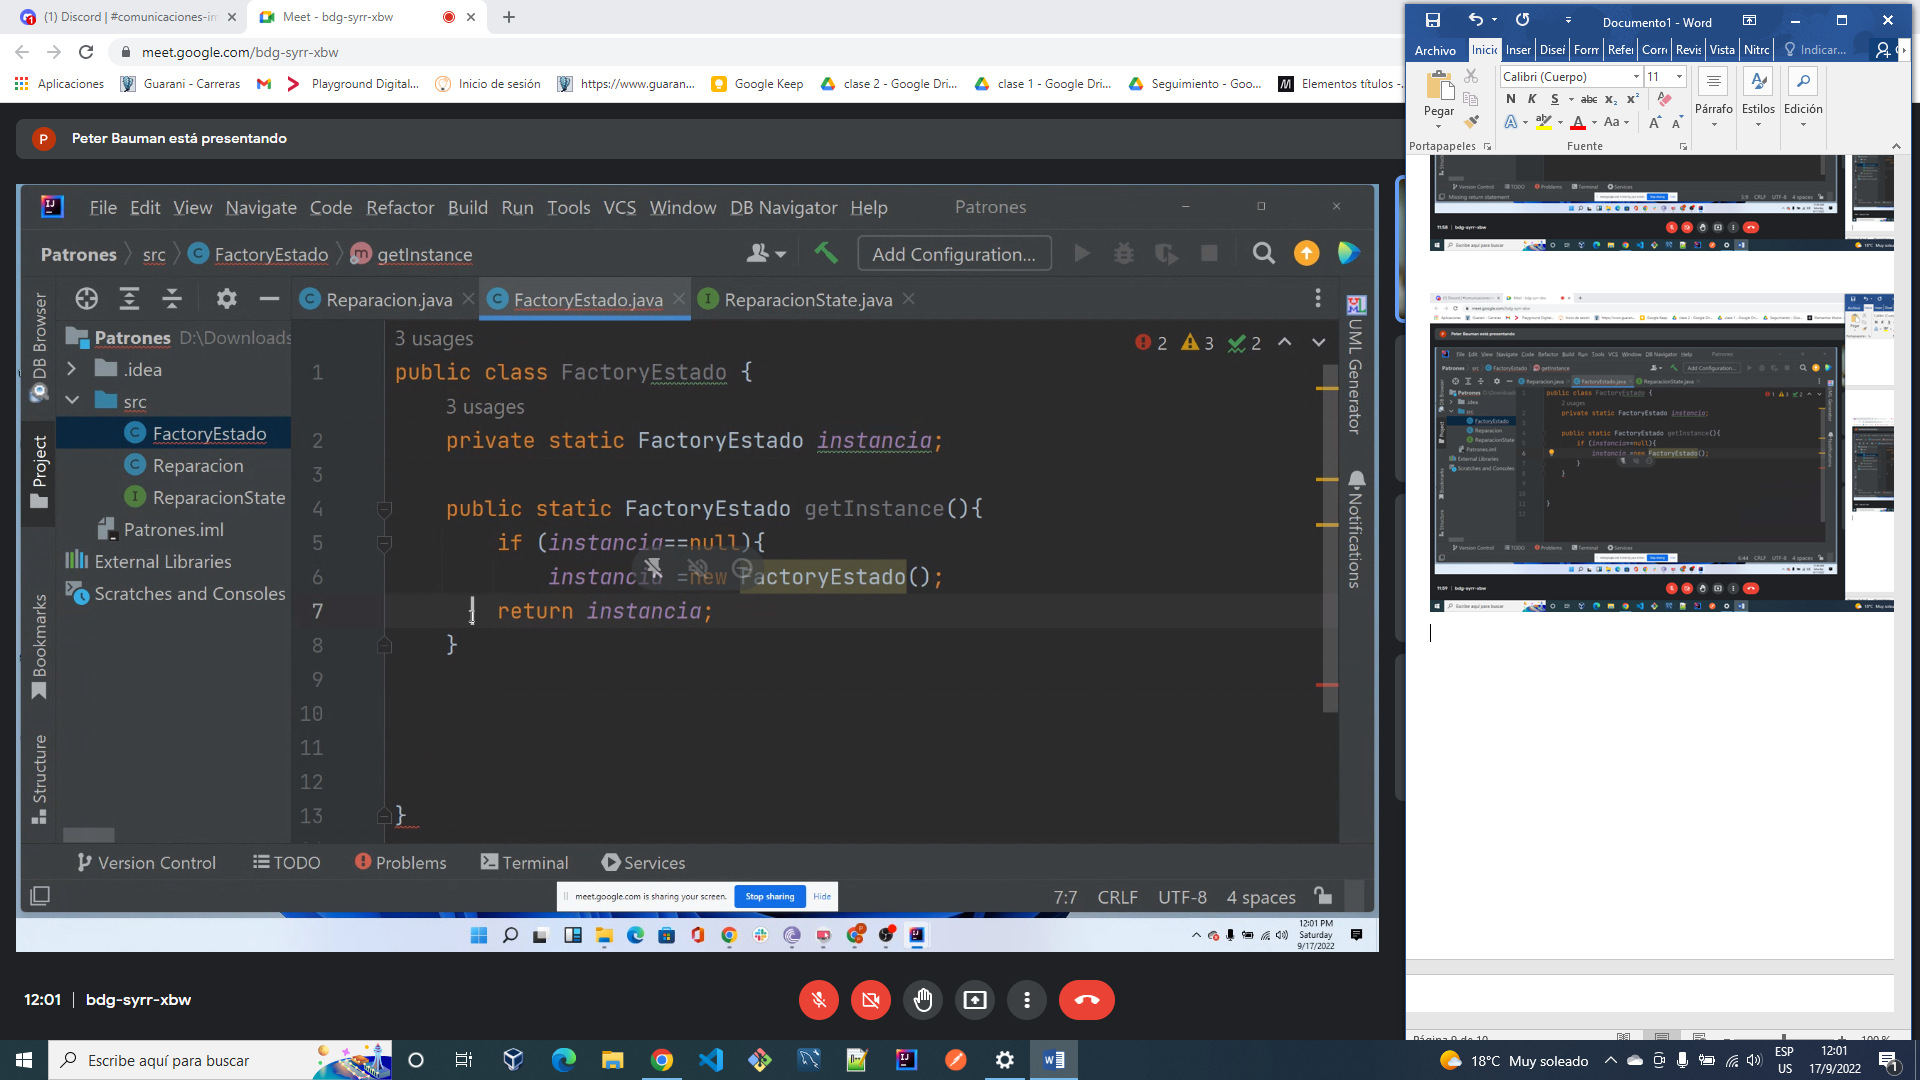 (1) Discord | #comunicaciones-im
Meet - bdg-syrr-xbw
meet.google.com/bdg-syrr-xbw
Aplicaciones
Guarani - Carreras
Playground Digital...
Inicio de sesión
https://www.guaran...
Google Keep
clase 2 - Google Dri...
clase 1 - Google Dri...
Seguimiento - Goo...
Elementos títulos -...
P
Peter Bauman está presentando
File Edit View Navigate Code Refactor Build Run Tools VCS Window DB Navigator Help
Patrones
Patrones
src
FactoryEstado
getInstance
Add Configuration...
Reparacion.java
FactoryEstado.java
ReparacionState.java
DB Browser
Project
Bookmarks
Structure
Patrones D:\Downloads
.idea
src
FactoryEstado
Reparacion
ReparacionState
Patrones.iml
External Libraries
Scratches and Consoles
2 3 2
3 usages
1 public class FactoryEstado {
3 usages
2 private static FactoryEstado instancia;
3
4 public static FactoryEstado getInstance(){
5 if (instancia==null){
6 instancia =new FactoryEstado();
7 return instancia;
8 }
9
10
11
12
13 }
UML Generator
Notifications
Version Control
TODO
Problems
Terminal
Services
meet.google.com is sharing your screen.
Stop sharing
Hide
7:7 CRLF UTF-8 4 spaces
12:01 PM
Saturday
9/17/2022
12:01 | bdg-syrr-xbw
Documento1 - Word
Archivo
Inicio
Inser
Diseí
Forr
Refer
Corre
Revis
Vista
Nitro
Indicar...
Pegar
Calibri (Cuerpo)
11
N K S abc x₂ x²
A Aa A A
Párrafo
Estilos
Edición
Portapapeles
Fuente
Escribe aquí para buscar
18°C Muy soleado
ESP
US
12:01
17/9/2022
1